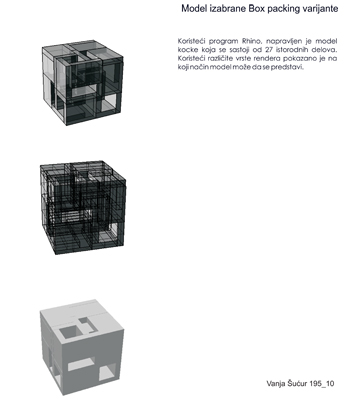 Model izabrane Box packing varijante
Koristeći program Rhino, napravljen je model
kocke koja se sastoji od 27 istorodnih delova.
Koristeći različite vrste rendera pokazano je na
koji način model može da se predstavi.
Vanja Šućur 195_10